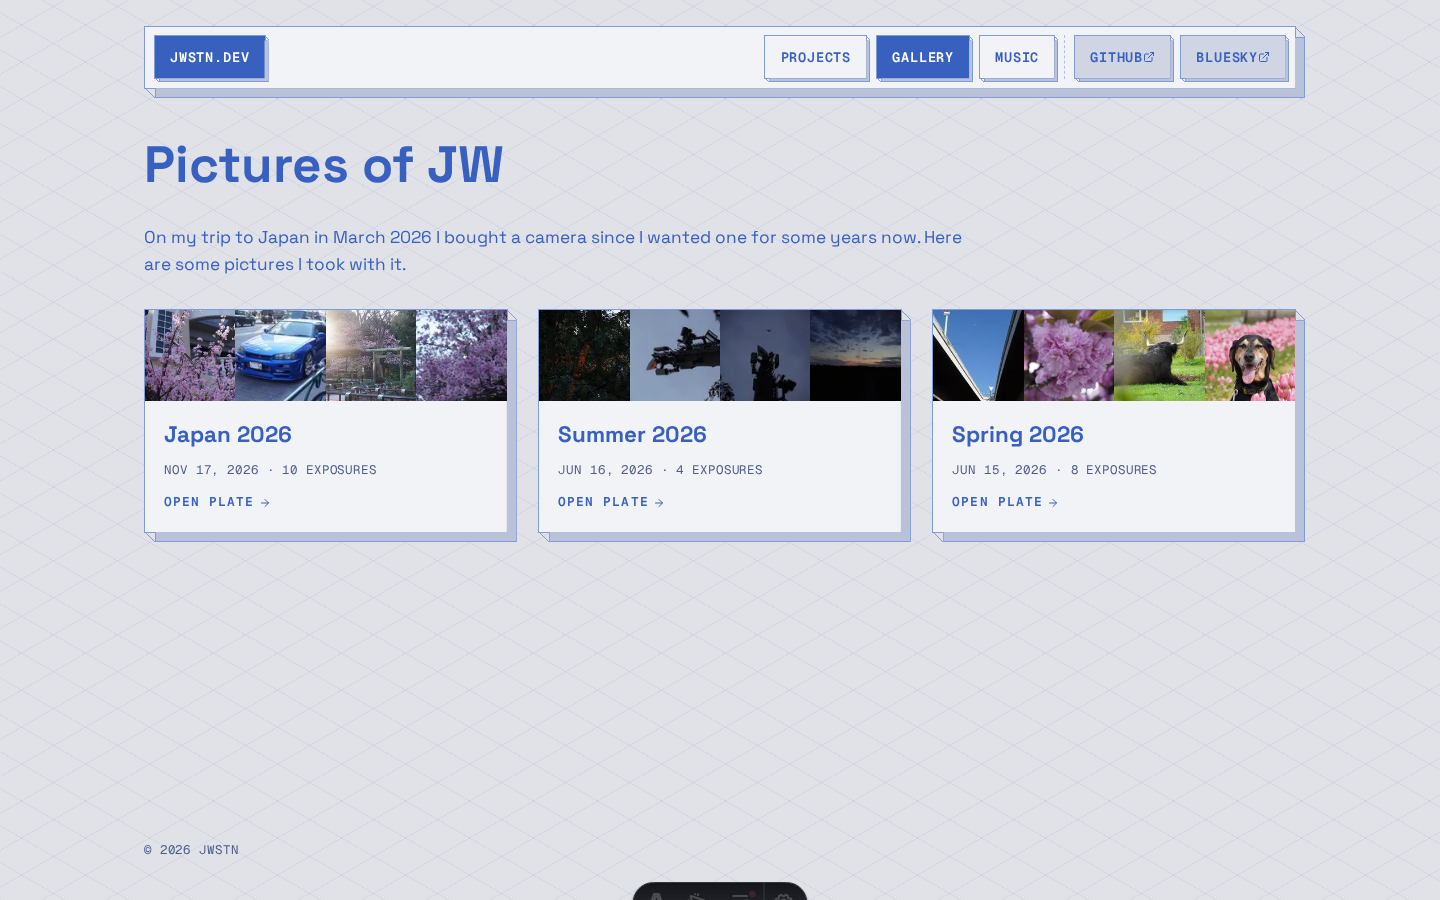 JWSTN.DEV
PROJECTS
GALLERY
MUSIC
GITHUB
BLUESKY
Pictures of JW
On my trip to Japan in March 2026 I bought a camera since I wanted one for some years now. Here
are some pictures I took with it.
Japan 2026
NOV 17, 2026 · 10 EXPOSURES
OPEN PLATE →
Summer 2026
JUN 16, 2026 · 4 EXPOSURES
OPEN PLATE →
Spring 2026
JUN 15, 2026 · 8 EXPOSURES
OPEN PLATE →
© 2026 JWSTN